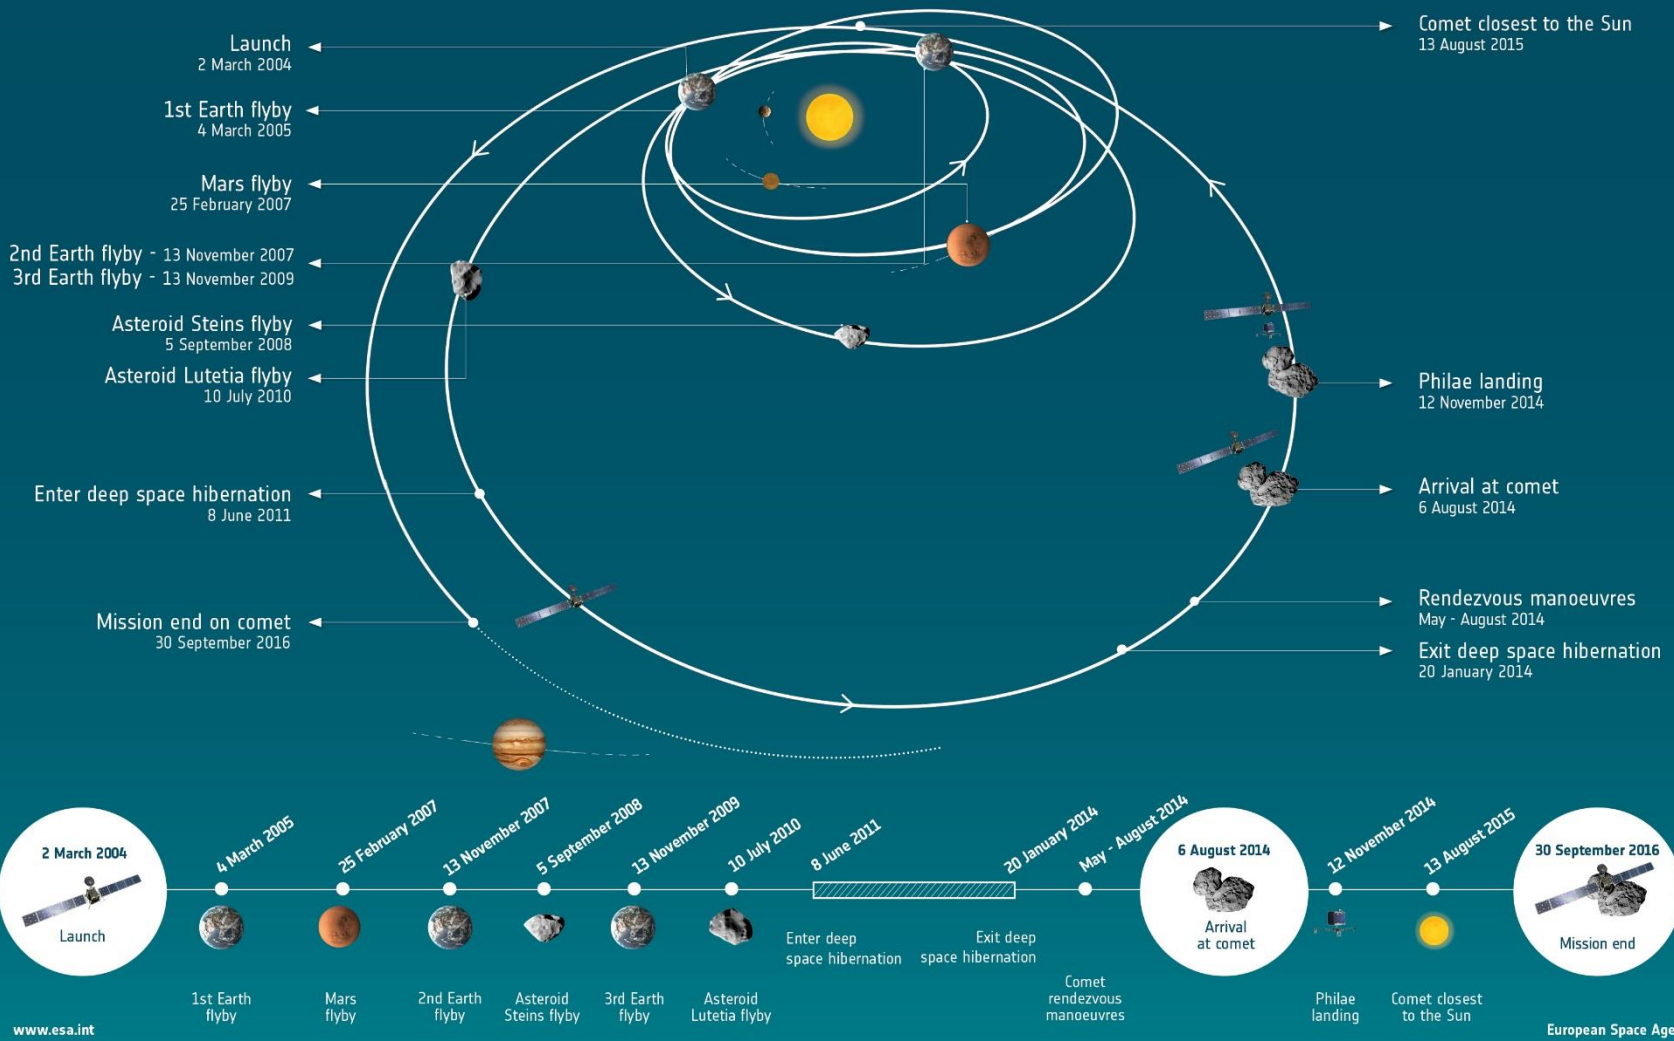 Launch
2 March 2004
1st Earth flyby
4 March 2005
Mars flyby
25 February 2007
2nd Earth flyby - 13 November 2007
3rd Earth flyby - 13 November 2009
Asteroid Steins flyby
5 September 2008
Asteroid Lutetia flyby
10 July 2010
Enter deep space hibernation
8 June 2011
Mission end on comet
30 September 2016
Comet closest to the Sun
13 August 2015
Philae landing
12 November 2014
Arrival at comet
6 August 2014
Rendezvous manoeuvres
May - August 2014
Exit deep space hibernation
20 January 2014
2 March 2004
Launch
4 March 2005
1st Earth
flyby
25 February 2007
Mars
flyby
13 November 2007
2nd Earth
flyby
5 September 2008
Asteroid
Steins flyby
13 November 2009
3rd Earth
flyby
10 July 2010
Asteroid
Lutetia flyby
8 June 2011
Enter deep
space hibernation
20 January 2014
Exit deep
space hibernation
May - August 2014
Comet
rendezvous
manoeuvres
6 August 2014
Arrival
at comet
12 November 2014
Philae
landing
13 August 2015
Comet closest
to the Sun
30 September 2016
Mission end
www.esa.int
European Space Age